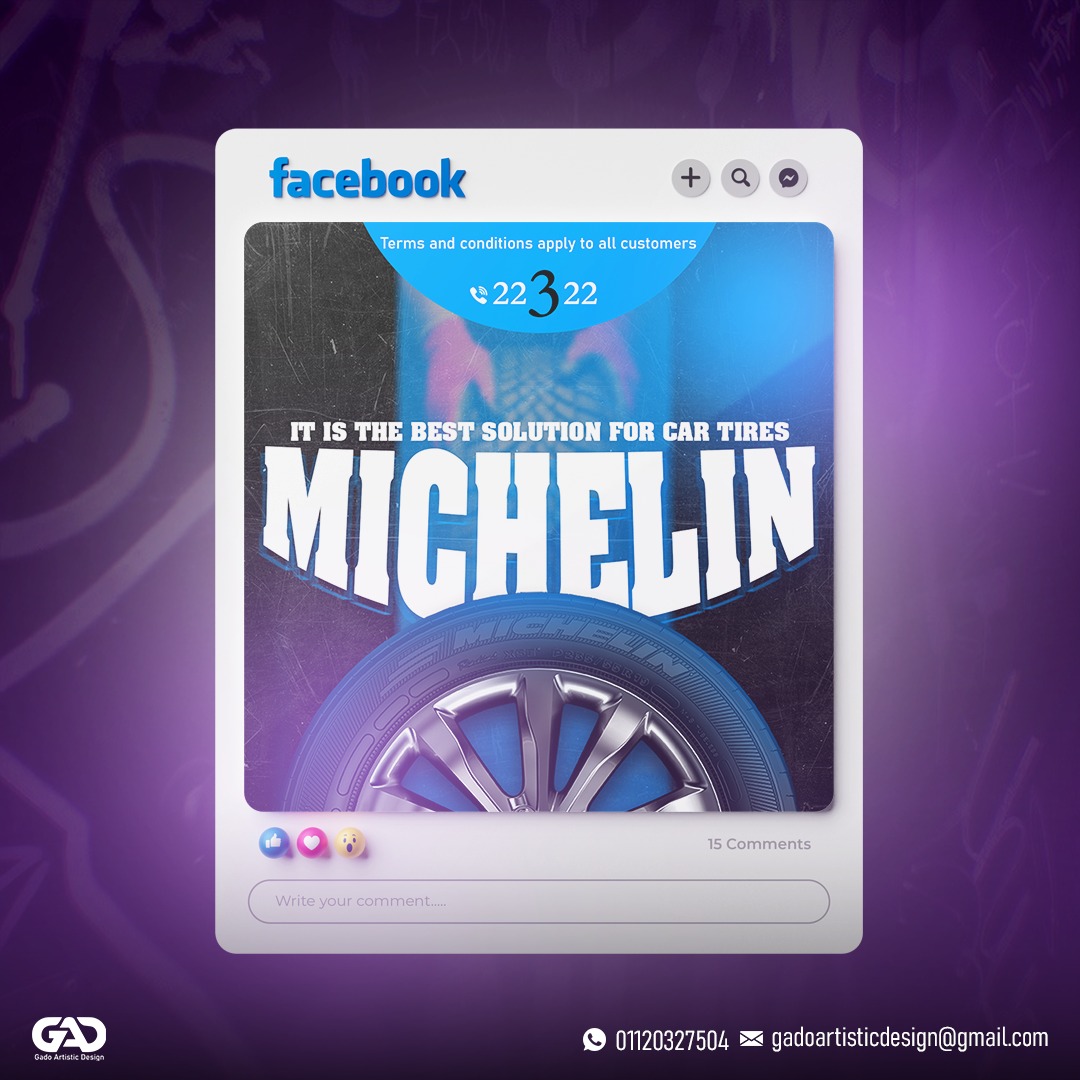 facebook
Terms and conditions apply to all customers
22322
IT IS THE BEST SOLUTION FOR CAR TIRES
MICHELIN
MICHELIN
15 Comments
Write your comment.....
GAD
Gado Artistic Design
01120327504 gadoartisticdesign@gmail.com